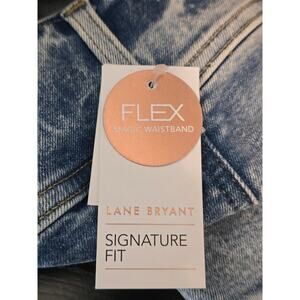 FLEX
MAGIC WAISTBAND
LANE BRYANT
SIGNATURE
FIT